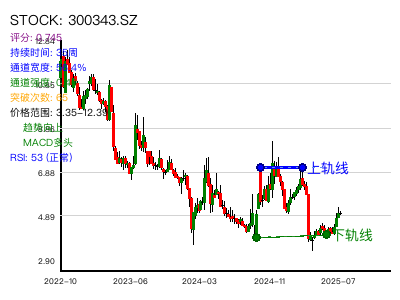 STOCK: 300343.SZ
评分: 0.745
持续时间: 35周
通道宽度:
通道强度:
突破次数:
价格范围: 3.35-12.39
趋势向上
MACD多头
RSI: 53 (正常)
上轨线
下轨线
6.88
4.89
2.90
2022-10
2023-06
2024-03
2024-11
2025-07